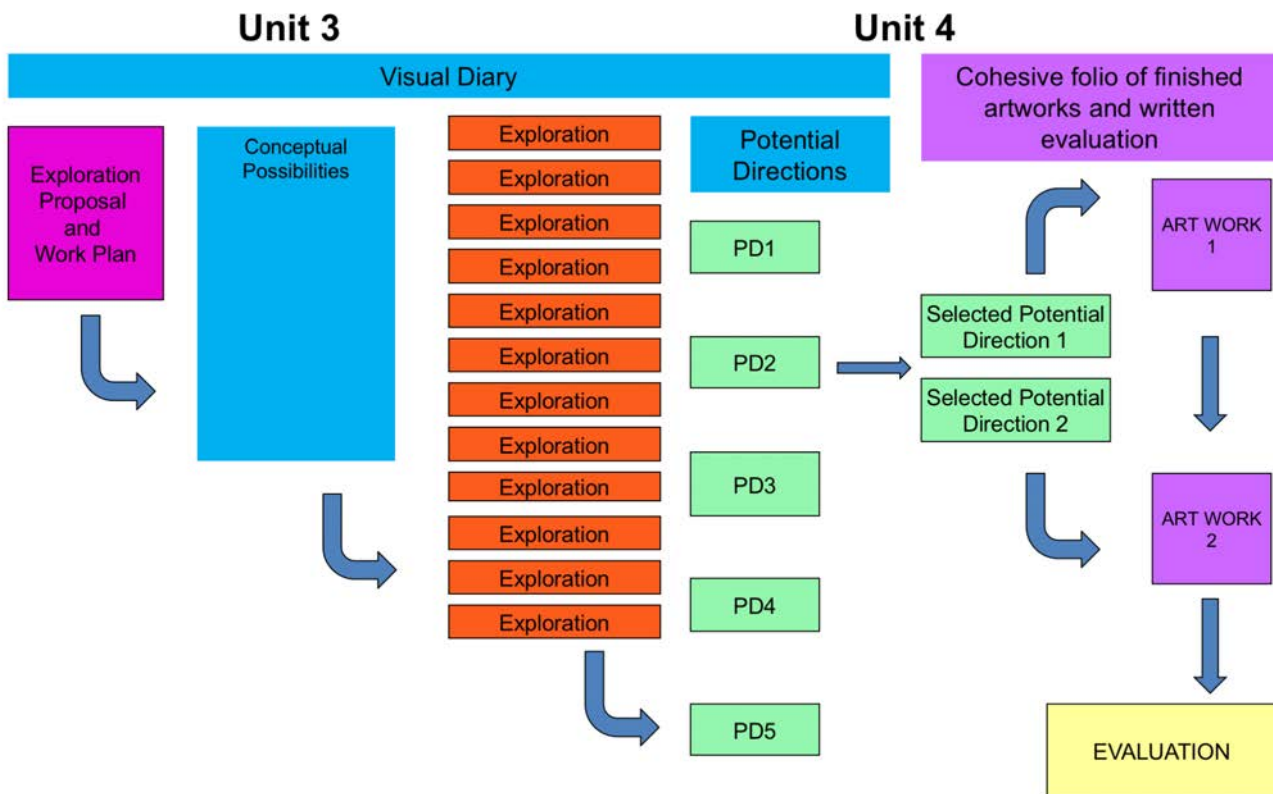 Unit 3
Unit 4
Visual Diary
Cohesive folio of finished
artworks and written
evaluation
Exploration
Proposal
and
Work Plan
Conceptual
Possibilities
Exploration
Exploration
Exploration
Exploration
Exploration
Exploration
Exploration
Exploration
Exploration
Exploration
Exploration
Exploration
Potential
Directions
PD1
PD2
PD3
PD4
PD5
Selected Potential
Direction 1
Selected Potential
Direction 2
ART WORK
1
ART WORK
2
EVALUATION